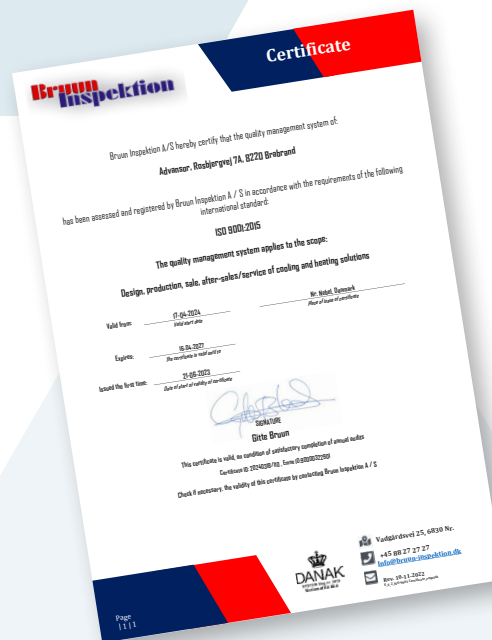 Certificate
Bruun
Inspektion
Bruun Inspektion A/S hereby certify that the quality management system of:
Advansor. Rosbjergvej 7A. 8220 Brabrand
has been assessed and registered by Bruun Inspektion A / S in accordance with the requirements of the following
international standard:
ISO 9001:2015
The quality management system applies to the scope:
Design, production, sale, after-sales/service of cooling and heating solutions
Valid from:
17-04-2024
Valid start date
Nr. Nebel, Danmark
Place of issue of certificate
Expires:
16-04-2027
The certificate is valid until to
Issued the first time:
21-06-2023
Date of start of validity of certificate
SIGNATURE
Gitte Bruun
This certificate is valid, on condition of satisfactory completion of annual audits
Certificate ID:
Check if necessary. the validity of this certificate by contacting Bruun Inspektion A / S
DANAK
Vadgårdsvej 25, 6830 Nr.
+45 88 27 27 27
Info@bruun-inspektion.dk
Rev. 10-11-2022
Page
|1|1